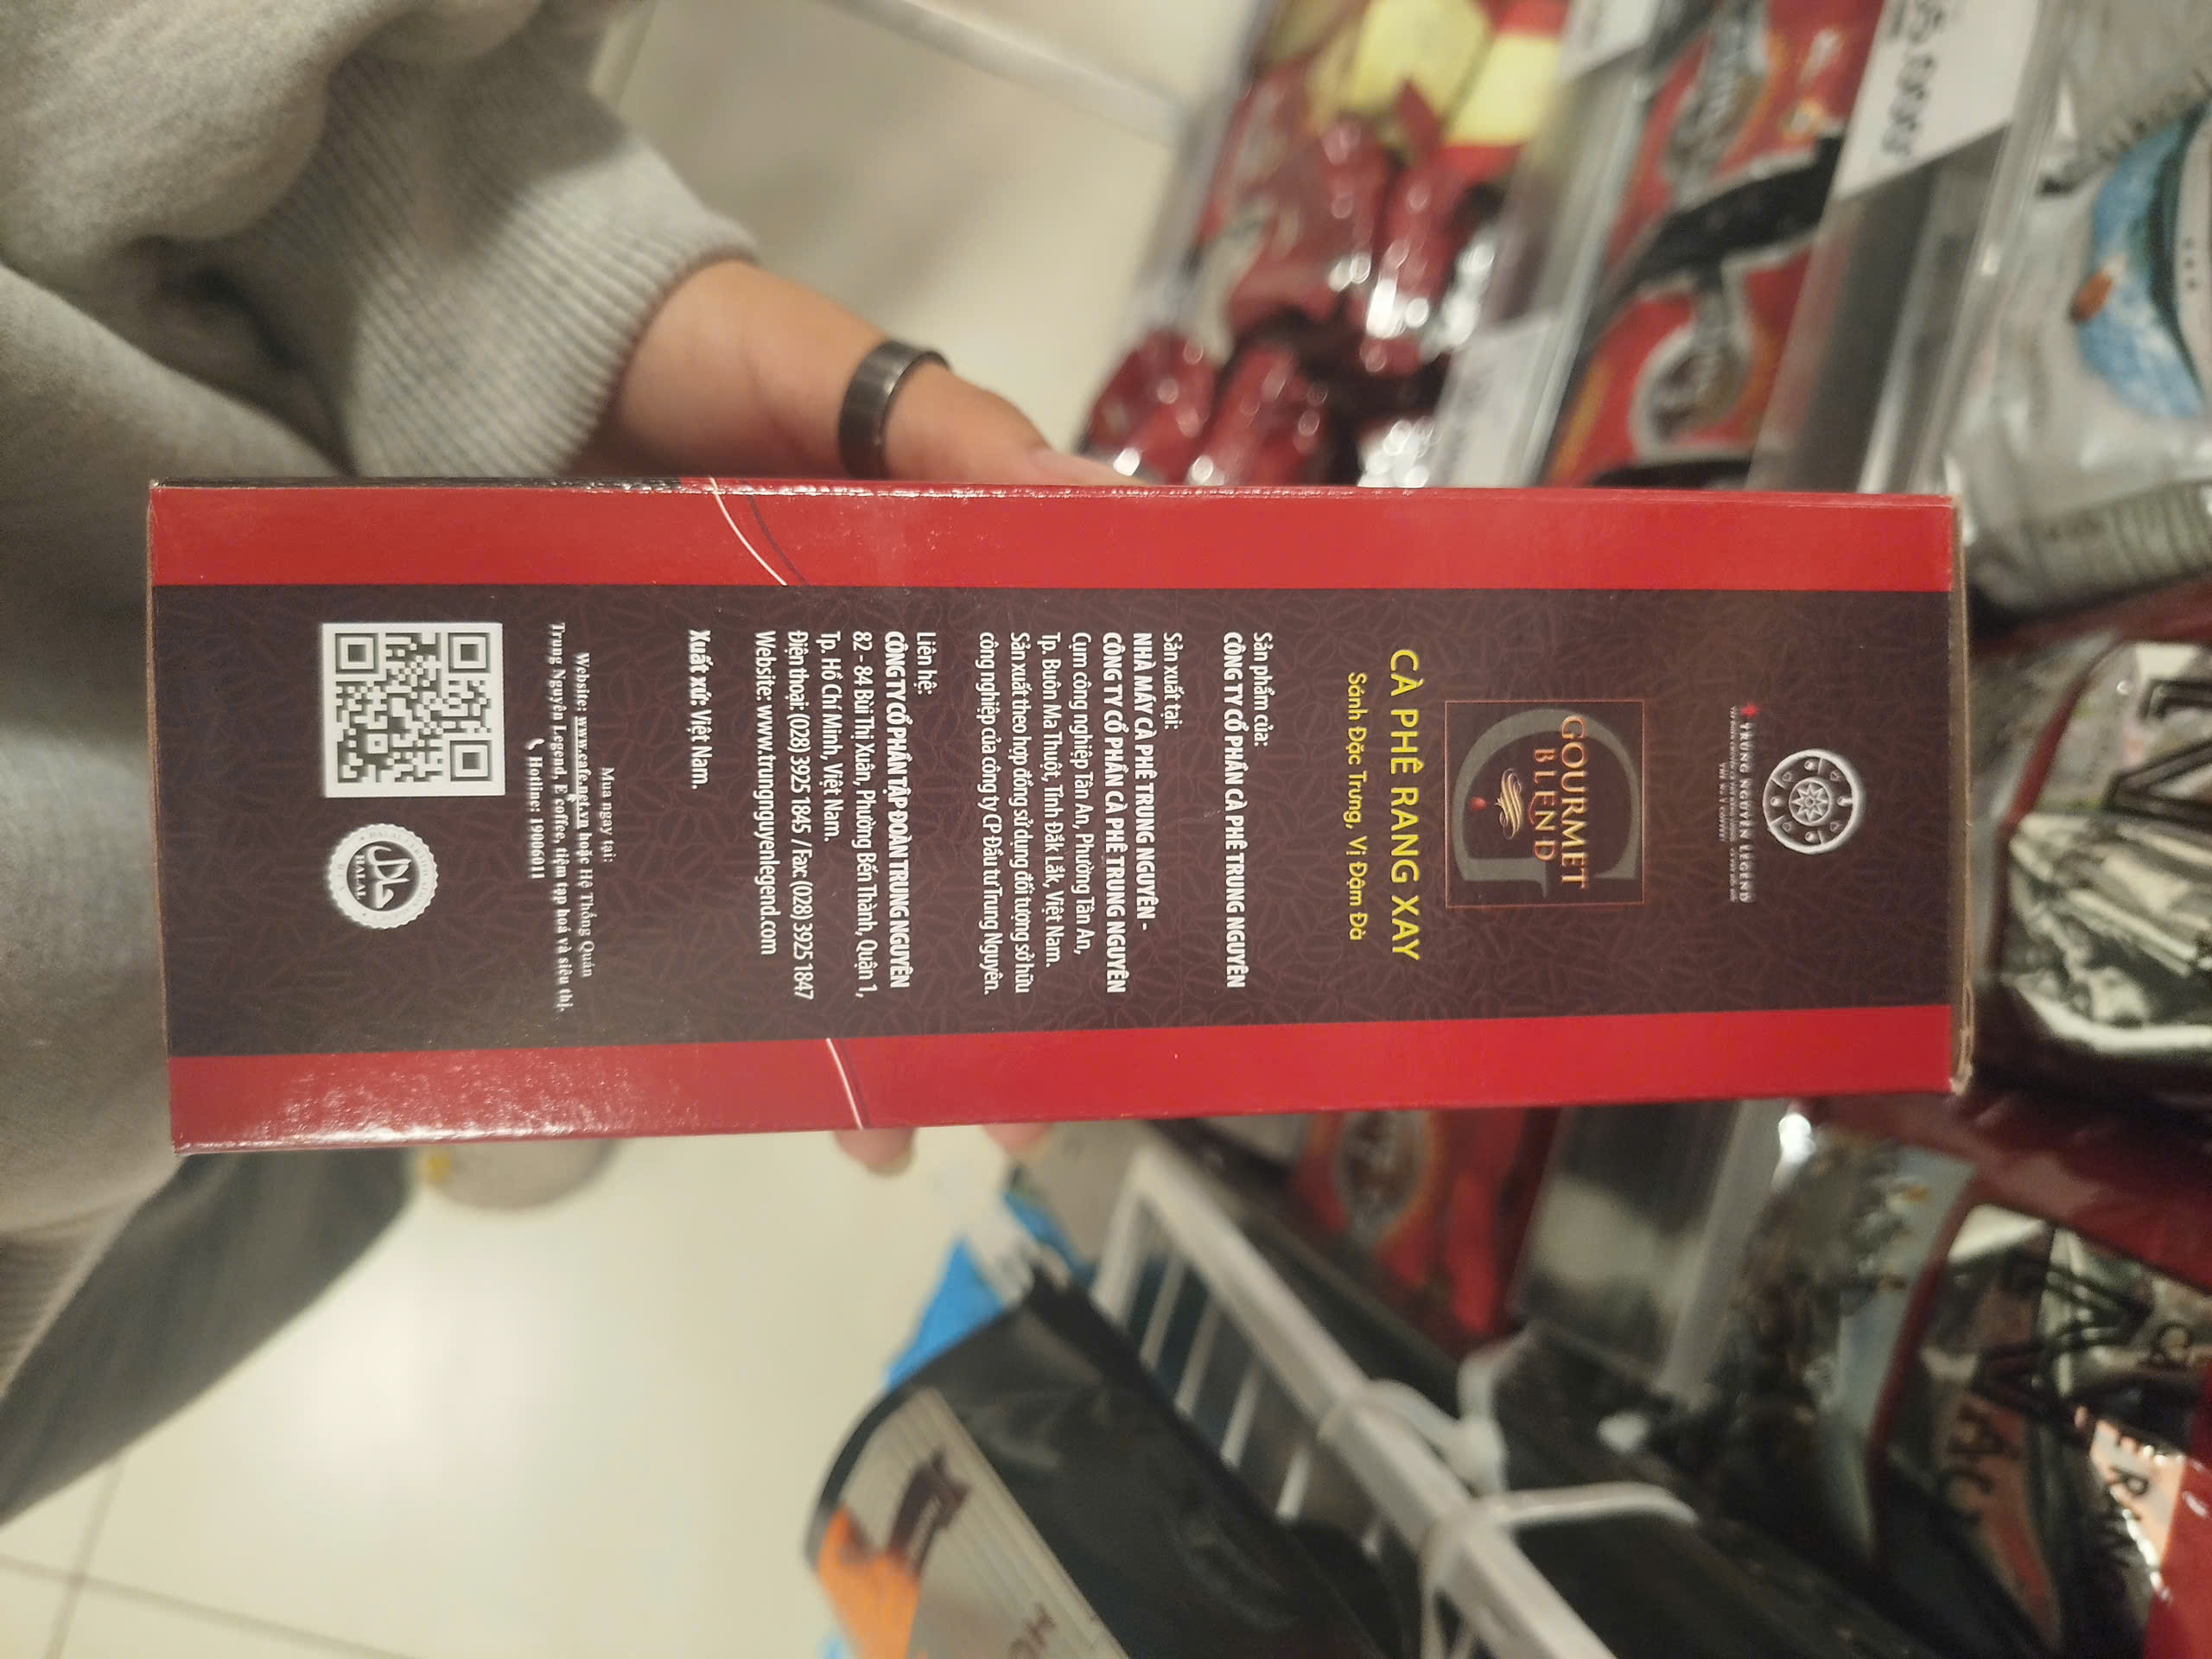 TRUNG NGUYÊN LEGEND
GOURMET
BLEND
CÀ PHÊ RANG XAY
Sánh Đặc Trưng, Vị Đậm Đà
Sản phẩm của:
CÔNG TY CỔ PHẦN CÀ PHÊ TRUNG NGUYÊN
Sản xuất tại:
NHÀ MÁY CÀ PHÊ TRUNG NGUYÊN -
CÔNG TY CỔ PHẦN CÀ PHÊ TRUNG NGUYÊN
Cụm công nghiệp Tân An, Phường Tân An,
Tp. Buôn Ma Thuột, Tỉnh Đắk Lắk, Việt Nam.
Sản xuất theo hợp đồng sử dụng đối tượng sở hữu
công nghiệp của công ty CP Đầu tư Trung Nguyên.
Liên hệ:
CÔNG TY CỔ PHẦN TẬP ĐOÀN TRUNG NGUYÊN
82 - 84 Bùi Thị Xuân, Phường Bến Thành, Quận 1,
Tp. Hồ Chí Minh, Việt Nam.
Điện thoại: (028) 3925 1845 / Fax: (028) 3925 1847
Website: www.trungnguyenlegend.com
Xuất xứ: Việt Nam.
Mua ngay tại:
Website: www.cafe.net.vn hoặc Hệ Thống Quán
Trung Nguyên Legend, E coffee, tiệm tạp hoá và siêu thị.
Hotline: 19006011
HALAL